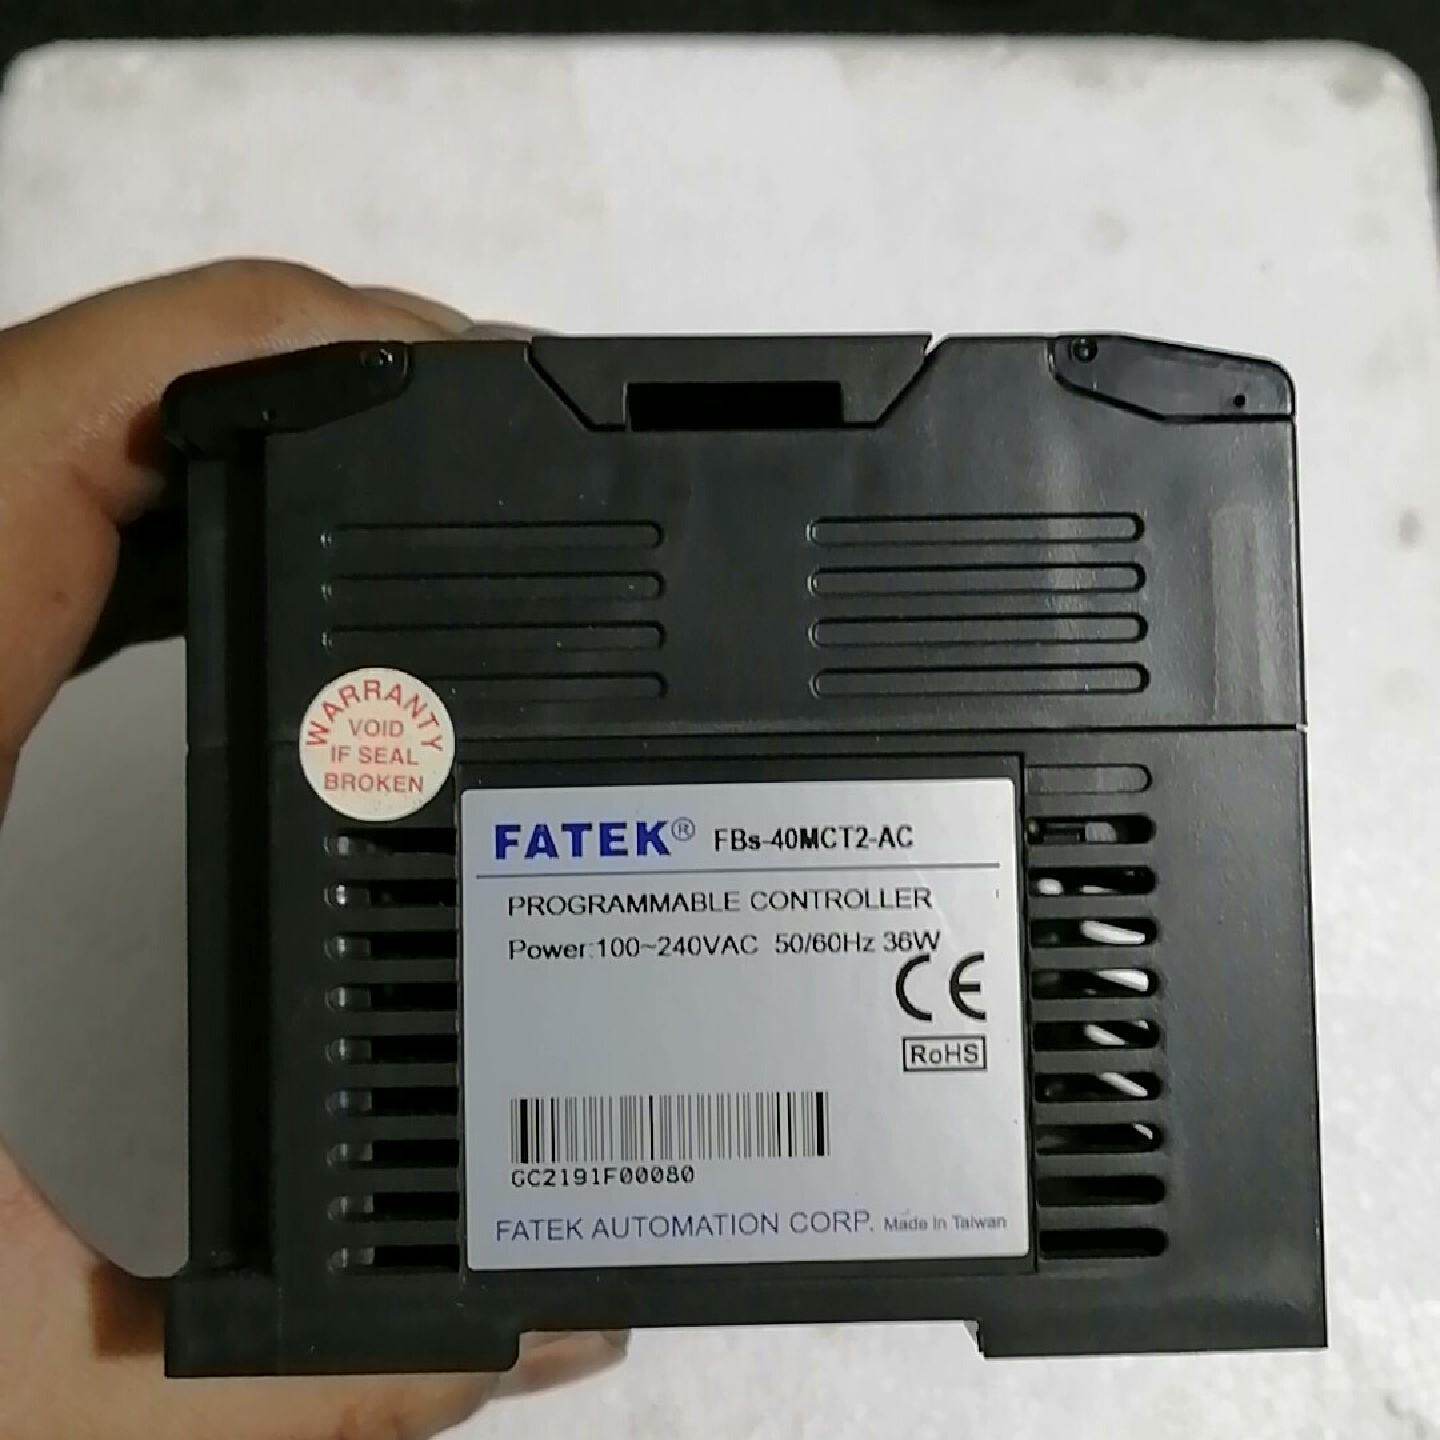 WARRANTY
VOID
IF SEAL
BROKEN
FATEK® FBs-40MCT2-AC
PROGRAMMABLE CONTROLLER
Power:100~240VAC 50/60Hz 36W
CE
RoHS
GC2191F00080
FATEK AUTOMATION CORP. Made in Taiwan